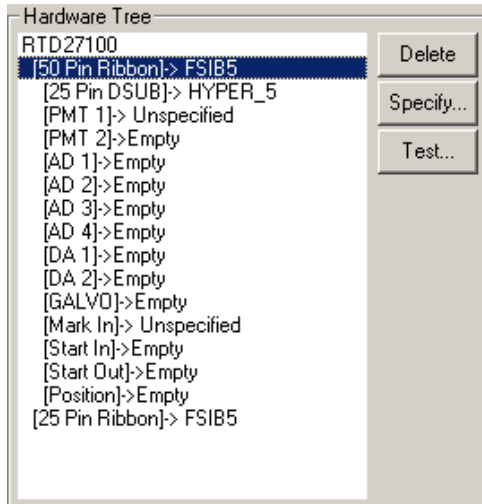 Hardware Tree
RTD27100
[50 Pin Ribbon]-> FSIB5
[25 Pin DSUB]-> HYPER_5
[PMT 1]-> Unspecified
[PMT 2]->Empty
[AD 1]->Empty
[AD 2]->Empty
[AD 3]->Empty
[AD 4]->Empty
[DA 1]->Empty
[DA 2]->Empty
[GALVO]->Empty
[Mark In]-> Unspecified
[Start In]->Empty
[Start Out]->Empty
[Position]->Empty
[25 Pin Ribbon]-> FSIB5
Delete
Specify...
Test...